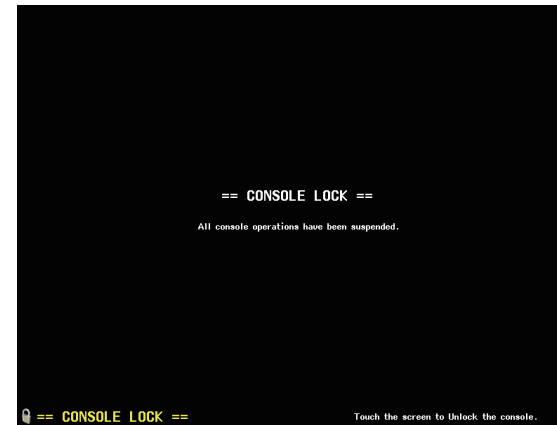 == CONSOLE LOCK ==
All console operations have been suspended.
== CONSOLE LOCK ==
Touch the screen to Unlock the console.